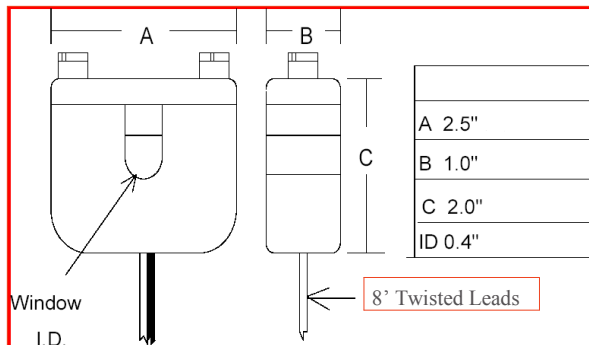 A
B
C
A 2.5"
B 1.0"
C 2.0"
ID 0.4"
8’ Twisted Leads
Window
I.D.